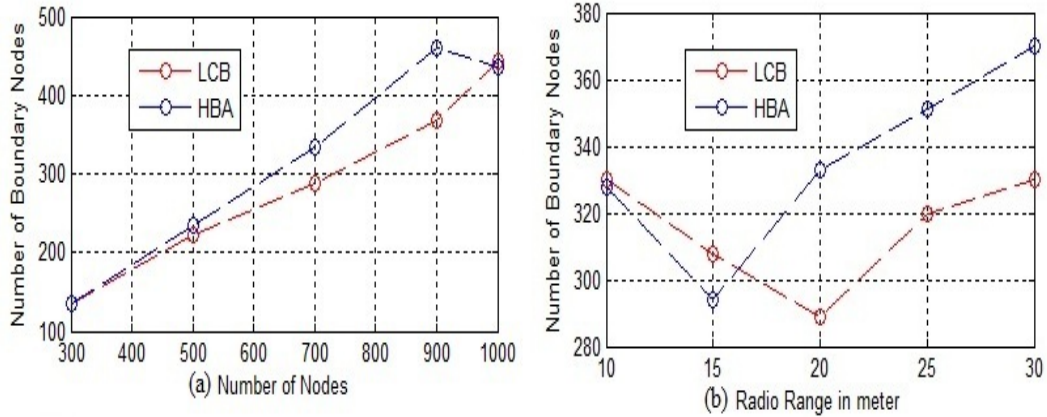 500
400
300
200
100
Number of Boundary Nodes
LCB
HBA
300 400 500 600 700 800 900 1000
(a) Number of Nodes
380
360
340
320
300
280
Number of Boundary Nodes
LCB
HBA
10 15 20 25 30
(b) Radio Range in meter